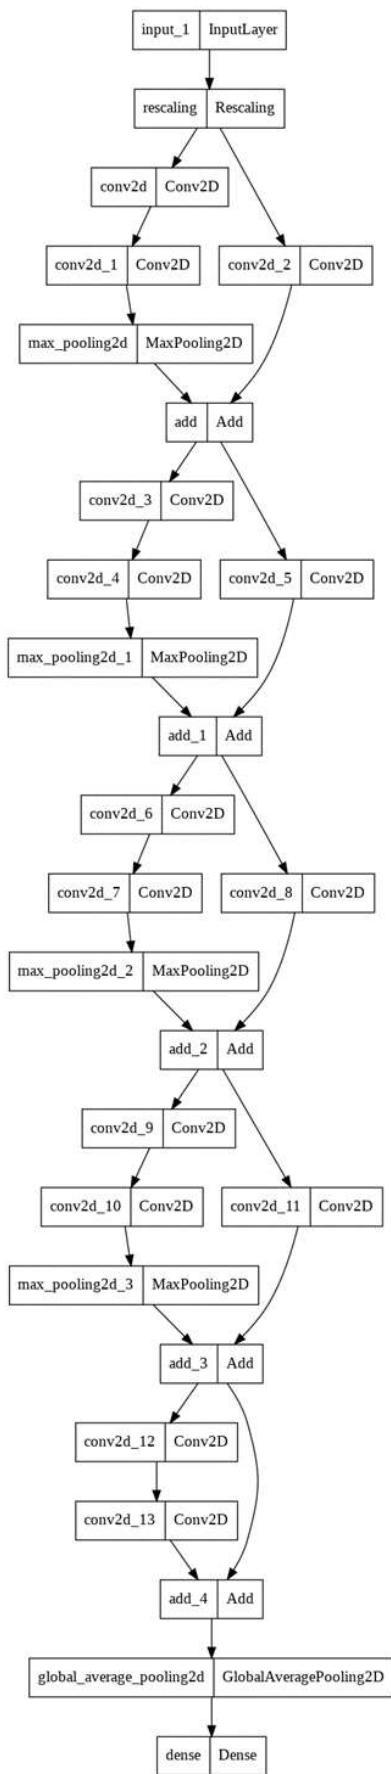 input_1 InputLayer
rescaling Rescaling
conv2d Conv2D
conv2d_1 Conv2D conv2d_2 Conv2D
max_pooling2d MaxPooling2D
add Add
conv2d_3 Conv2D
conv2d_4 Conv2D conv2d_5 Conv2D
max_pooling2d_1 MaxPooling2D
add_1 Add
conv2d_6 Conv2D
conv2d_7 Conv2D conv2d_8 Conv2D
max_pooling2d_2 MaxPooling2D
add_2 Add
conv2d_9 Conv2D
conv2d_10 Conv2D conv2d_11 Conv2D
max_pooling2d_3 MaxPooling2D
add_3 Add
conv2d_12 Conv2D
conv2d_13 Conv2D
add_4 Add
global_average_pooling2d GlobalAveragePooling2D
dense Dense